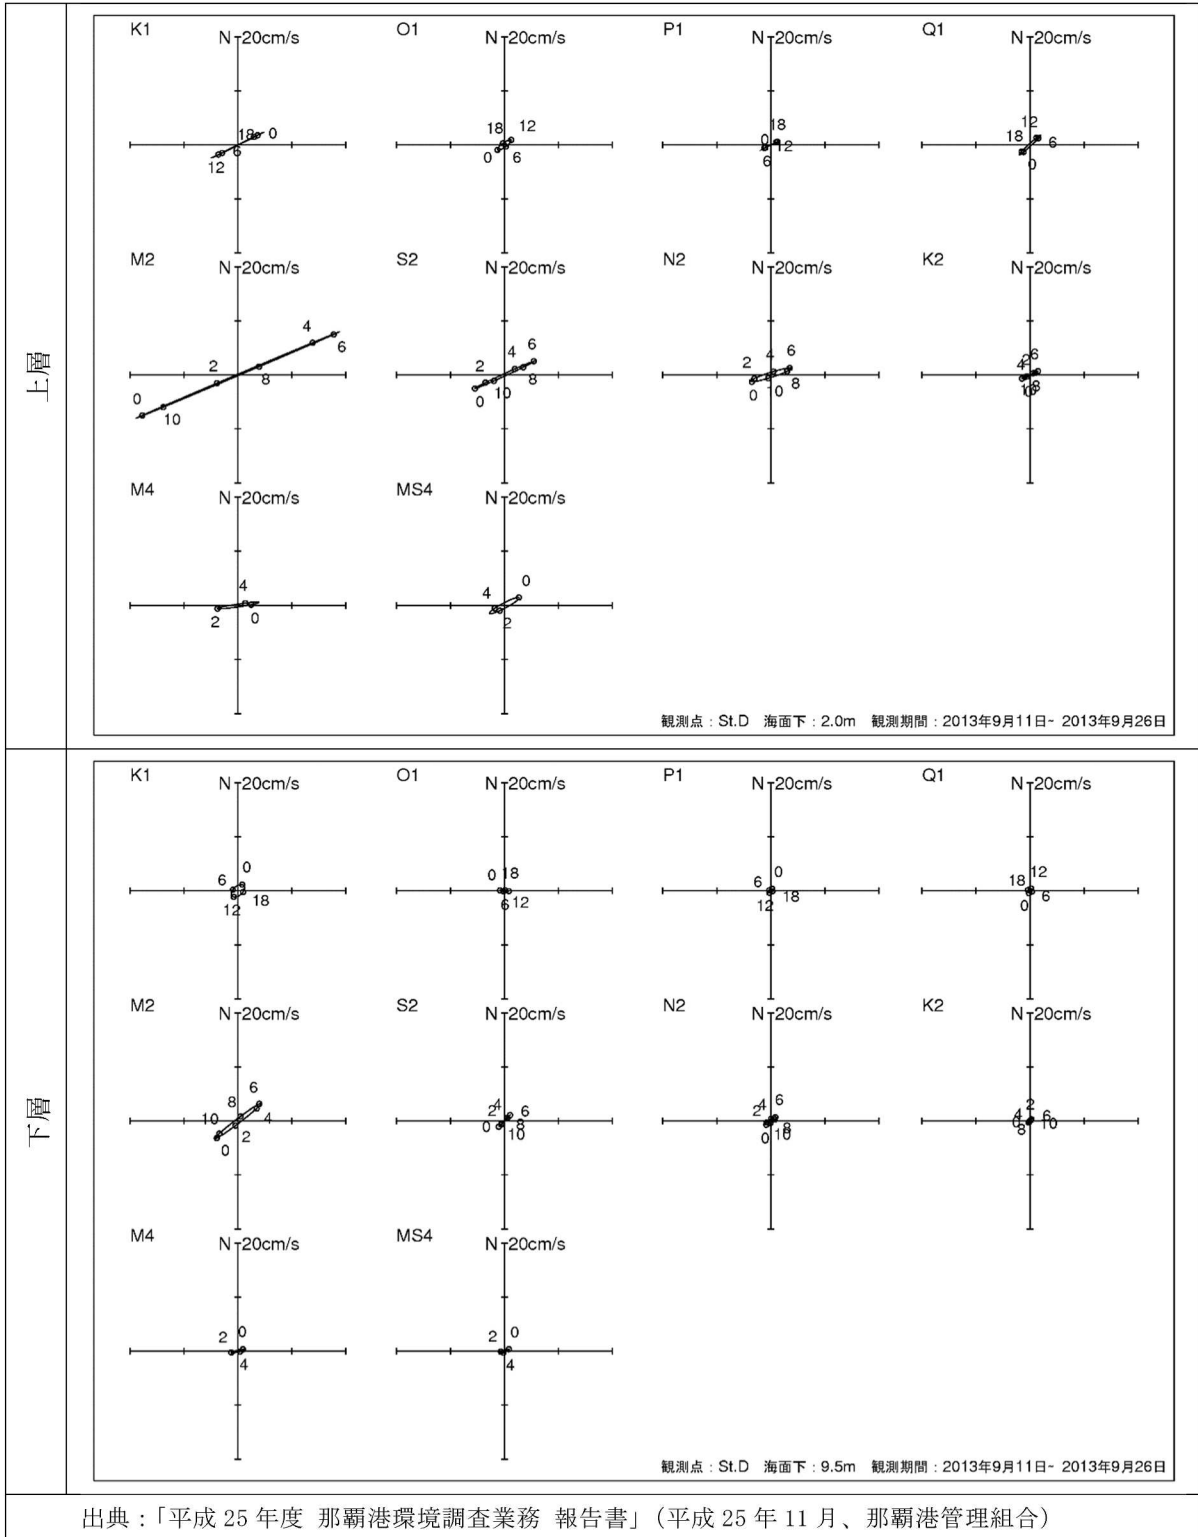 上層
K1 O1 P1 Q1
N 20cm/s N 20cm/s N 20cm/s N 20cm/s
18 0 6 12
18 12 0 6
18 0 12 6
12 18 6 0
M2 S2 N2 K2
N 20cm/s N 20cm/s N 20cm/s N 20cm/s
4 6 2 8 0 10
6 4 2 8 10 0
6 4 2 8 0
2 6 4
M4 MS4
N 20cm/s N 20cm/s
4 2 0
0 4 2
観測点：St.D 海面下：2.0m 観測期間：2013年9月11日~ 2013年9月26日
下層
K1 O1 P1 Q1
N 20cm/s N 20cm/s N 20cm/s N 20cm/s
0 6 18 12
0 18 6 12
0 6 18 12
12 18 6 0
M2 S2 N2 K2
N 20cm/s N 20cm/s N 20cm/s N 20cm/s
6 8 10 4 2 0
4 2 6 0 8 10
6 4 2 8 0 10
2 4 6 0 10 8
M4 MS4
N 20cm/s N 20cm/s
2 0 4
2 0 4
観測点：St.D 海面下：9.5m 観測期間：2013年9月11日~ 2013年9月26日
出典：「平成 25 年度 那覇港環境調査業務 報告書」（平成 25 年 11 月、那覇港管理組合）